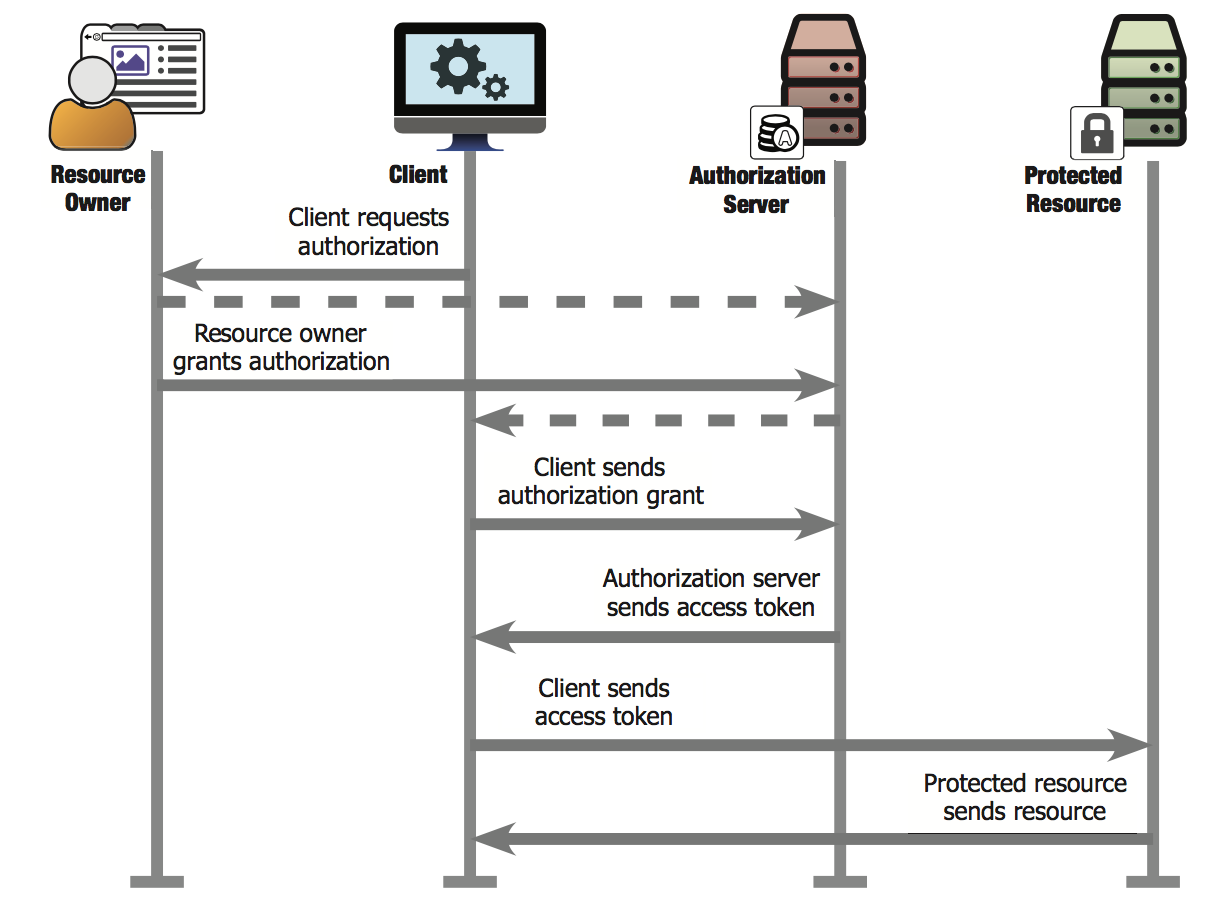 Resource
Owner
Client
Authorization
Server
Protected
Resource
Client requests
authorization
Resource owner
grants authorization
Client sends
authorization grant
Authorization server
sends access token
Client sends
access token
Protected resource
sends resource
A